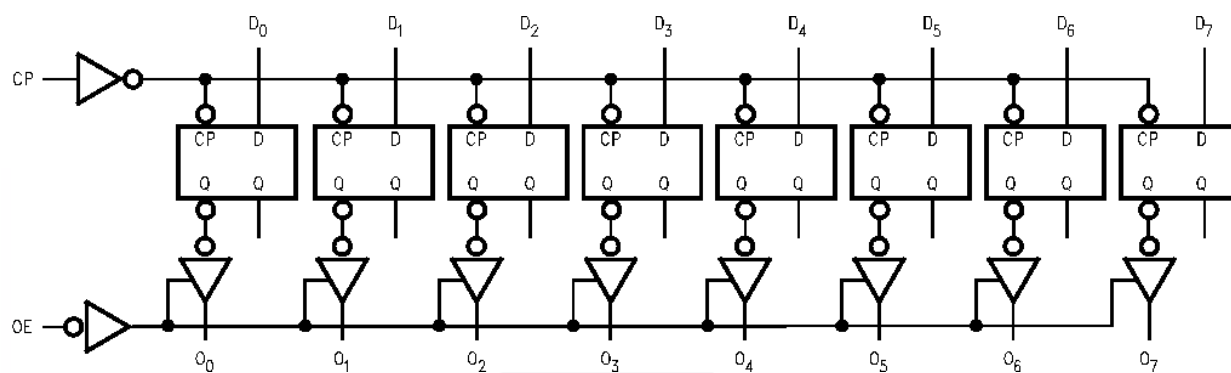 D0 D1 D2 D3 D4 D5 D6 D7
CP
CP D CP D CP D CP D CP D CP D CP D CP D
Q Q Q Q Q Q Q Q Q Q Q Q Q Q Q Q
OE
O0 O1 O2 O3 O4 O5 O6 O7